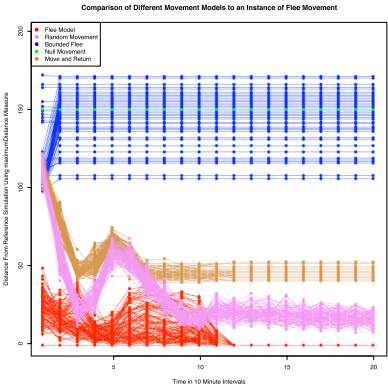 Comparison of Different Movement Models to an Instance of Flee Movement
Flee Model
Random Movement
Bounded Flee
Null Movement
Move and Return
Distance From Reference Simulation Using maximumDistance Measure
200
150
100
50
0
5
10
15
20
Time in 10 Minute Intervals